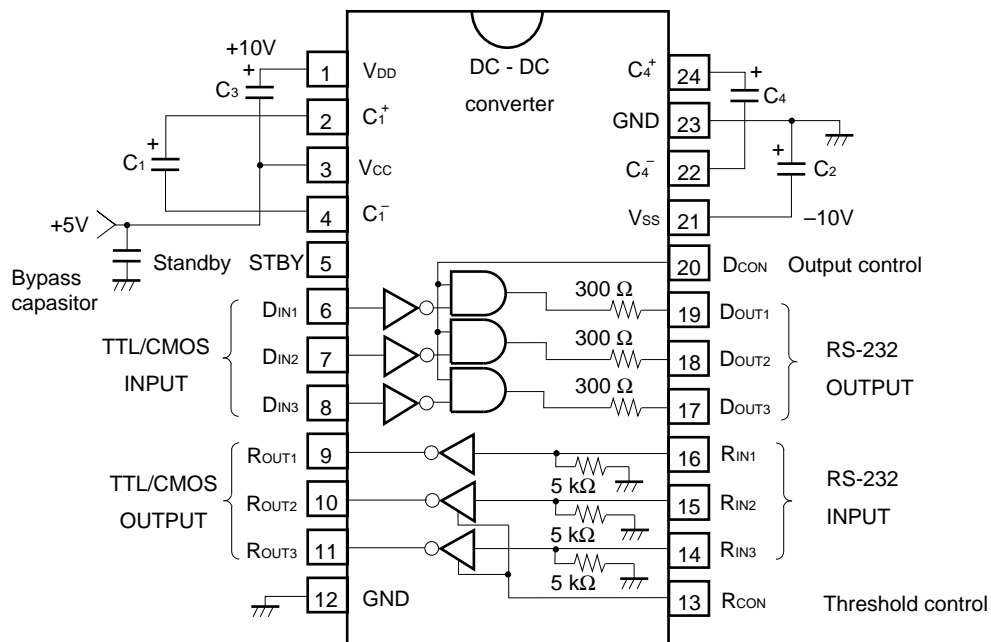 +10V
+
C3
1
VDD
DC - DC
converter
C4+
24
+
C4
2
C1+
GND
23
+
C1
3
VCC
C4−
22
+
C2
+5V
4
C1−
VSS
21
–10V
Bypass
capasitor
Standby
STBY
5
20
DCON
Output control
TTL/CMOS
INPUT
DIN1
6
300 Ω
19
DOUT1
DIN2
7
300 Ω
18
DOUT2
RS-232
OUTPUT
DIN3
8
300 Ω
17
DOUT3
TTL/CMOS
OUTPUT
ROUT1
9
5 kΩ
16
RIN1
ROUT2
10
5 kΩ
15
RIN2
RS-232
INPUT
ROUT3
11
5 kΩ
14
RIN3
12
GND
13
RCON
Threshold control